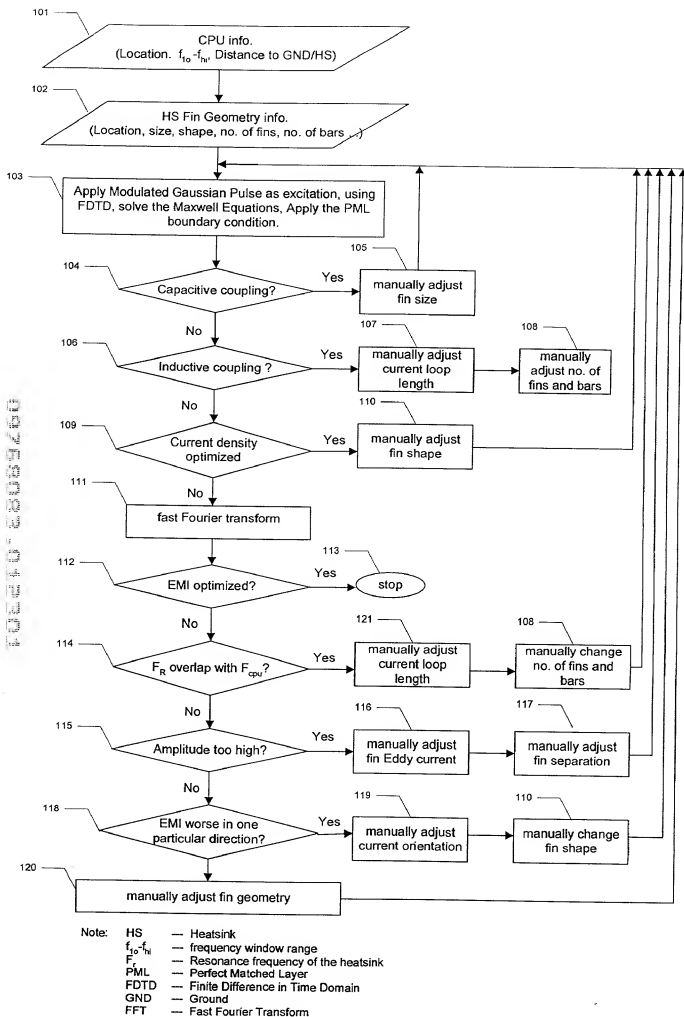 101
CPU info.
(Location. f1o-fhi, Distance to GND/HS)
102
HS Fin Geometry info.
(Location, size, shape, no. of fins, no. of bars ...)
103
Apply Modulated Gaussian Pulse as excitation, using
FDTD, solve the Maxwell Equations, Apply the PML
boundary condition.
104
Capacitive coupling?
Yes
105
manually adjust
fin size
No
106
Inductive coupling ?
Yes
107
manually adjust
current loop
length
108
manually
adjust no. of
fins and bars
No
109
Current density
optimized
Yes
110
manually adjust
fin shape
No
111
fast Fourier transform
112
EMI optimized?
Yes
113
stop
No
114
FR overlap with Fcpu?
Yes
121
manually adjust
current loop
length
108
manually change
no. of fins and
bars
No
115
Amplitude too high?
Yes
116
manually adjust
fin Eddy current
117
manually adjust
fin separation
No
118
EMI worse in one
particular direction?
Yes
119
manually adjust
current orientation
110
manually change
fin shape
120
manually adjust fin geometry
Note: HS — Heatsink
f1o-fhi — frequency window range
Fr — Resonance frequency of the heatsink
PML — Perfect Matched Layer
FDTD — Finite Difference in Time Domain
GND — Ground
FFT — Fast Fourier Transform